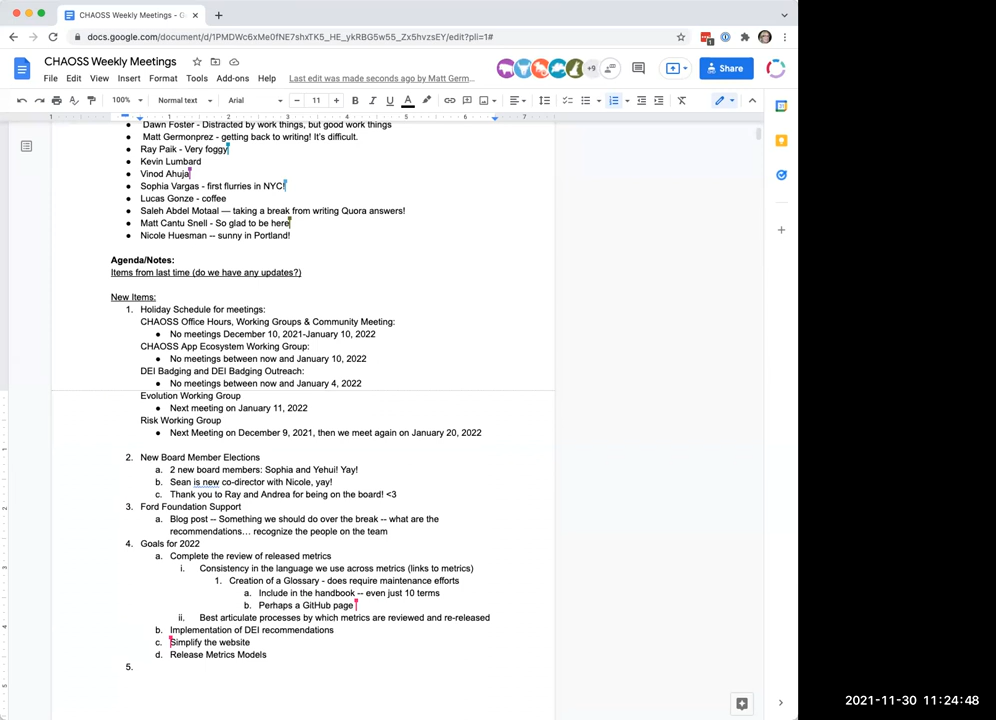 CHAOSS Weekly Meetings - G
docs.google.com/document/d/1PMDWc6xMe0fNE7shxTK5_HE_ykRBG5w55_Zx5hvzsEY/edit?pli=1#
CHAOSS Weekly Meetings
File Edit View Insert Format Tools Add-ons Help Last edit was made seconds ago by Matt Germ...
+9
Share
100% Normal text Arial 11
1 1 2 3 4 5 6 7
Dawn Foster - Distracted by work things, but good work things
Matt Germonprez - getting back to writing! It's difficult.
Ray Paik - Very foggy
Kevin Lumbard
Vinod Ahuja
Sophia Vargas - first flurries in NYC!
Lucas Gonze - coffee
Saleh Abdel Motaal — taking a break from writing Quora answers!
Matt Cantu Snell - So glad to be here
Nicole Huesman -- sunny in Portland!
Agenda/Notes:
Items from last time (do we have any updates?)
New Items:
1. Holiday Schedule for meetings:
CHAOSS Office Hours, Working Groups & Community Meeting:
No meetings December 10, 2021-January 10, 2022
CHAOSS App Ecosystem Working Group:
No meetings between now and January 10, 2022
DEI Badging and DEI Badging Outreach:
No meetings between now and January 4, 2022
Evolution Working Group
Next meeting on January 11, 2022
Risk Working Group
Next Meeting on December 9, 2021, then we meet again on January 20, 2022
2. New Board Member Elections
a. 2 new board members: Sophia and Yehui! Yay!
b. Sean is new co-director with Nicole, yay!
c. Thank you to Ray and Andrea for being on the board! <3
3. Ford Foundation Support
a. Blog post -- Something we should do over the break -- what are the
recommendations… recognize the people on the team
4. Goals for 2022
a. Complete the review of released metrics
i. Consistency in the language we use across metrics (links to metrics)
1. Creation of a Glossary - does require maintenance efforts
a. Include in the handbook -- even just 10 terms
b. Perhaps a GitHub page
ii. Best articulate processes by which metrics are reviewed and re-released
b. Implementation of DEI recommendations
c. Simplify the website
d. Release Metrics Models
5.
2021-11-30 11:24:48